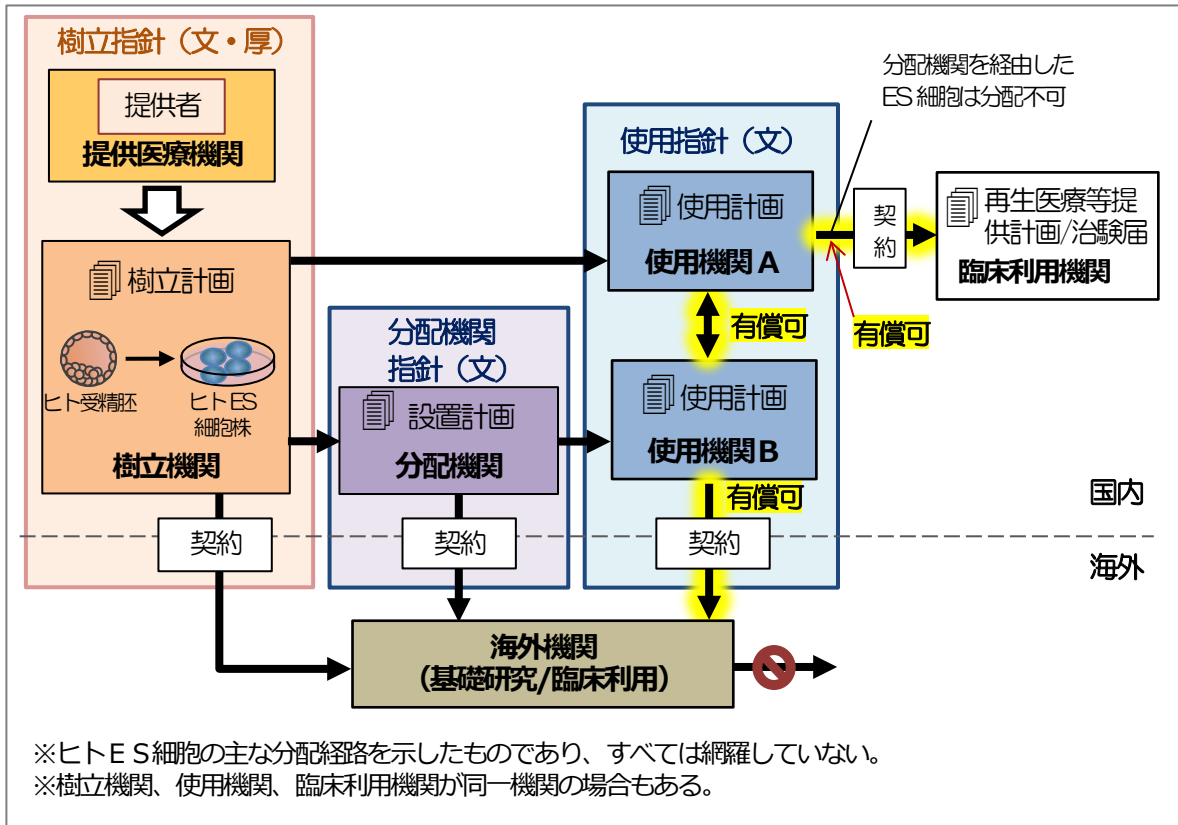 樹立指針（文・厚）
提供者
提供医療機関
樹立計画
ヒト受精胚
ヒトES
細胞株
樹立機関
契約
分配機関
指針（文）
設置計画
分配機関
契約
使用指針（文）
使用計画
使用機関A
有償可
使用計画
使用機関B
有償可
契約
分配機関を経由した
ES細胞は分配不可
契約
有償可
再生医療等提
供計画/治験届
臨床利用機関
国内
海外
海外機関
（基礎研究/臨床利用）
※ヒトＥＳ細胞の主な分配経路を示したものであり、すべては網羅していない。
※樹立機関、使用機関、臨床利用機関が同一機関の場合もある。